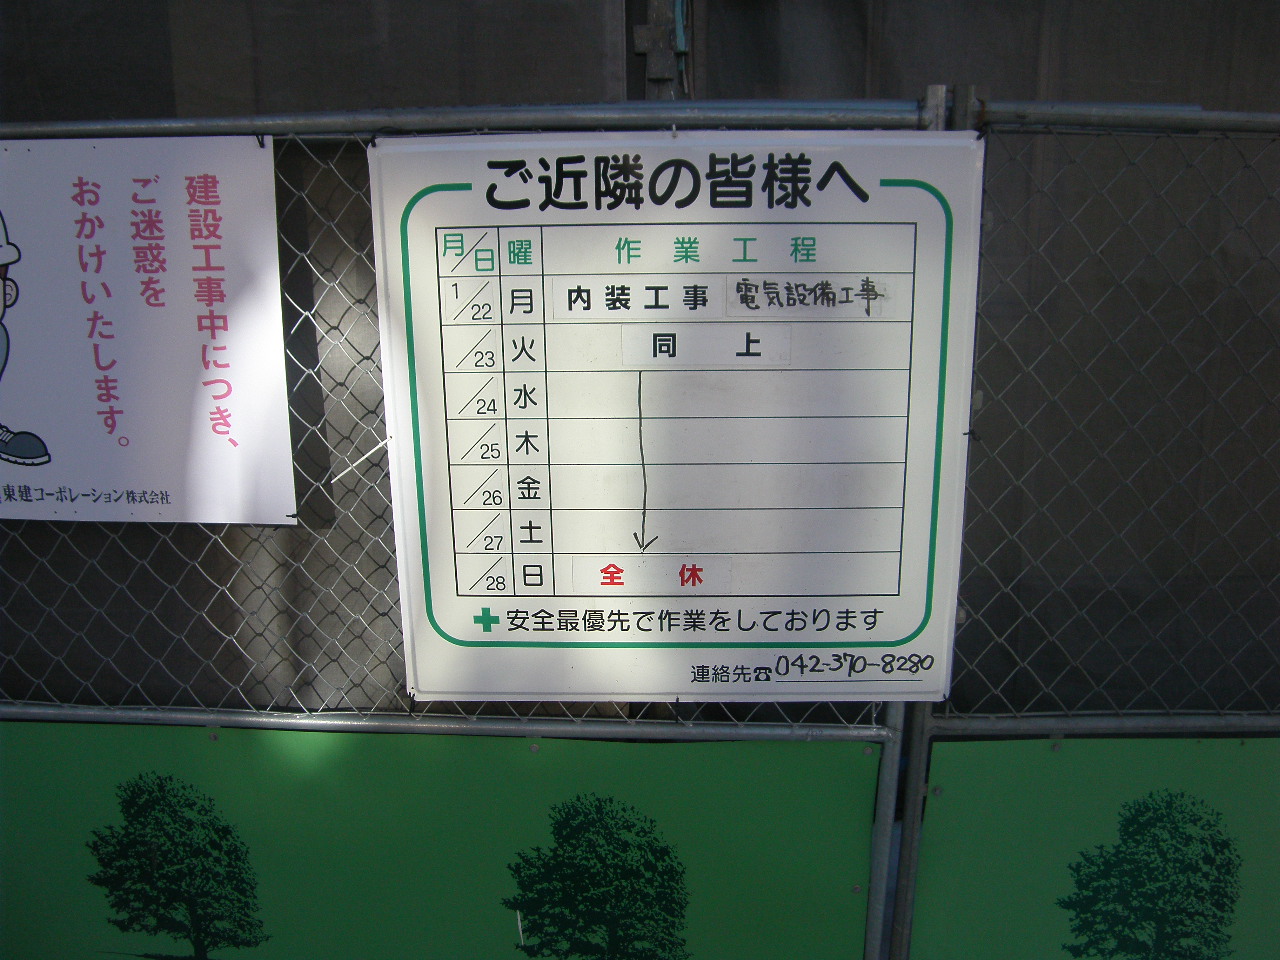 建設工事中につき、
ご迷惑を
おかけいたします。
東建コーポレーション株式会社
ご近隣の皆様へ
月/日 曜 作業工程
1/22 月 内装工事 電気設備工事
/23 火 同上
/24 水
/25 木
/26 金
/27 土
/28 日 全休
安全最優先で作業をしております
連絡先☎042-370-8280